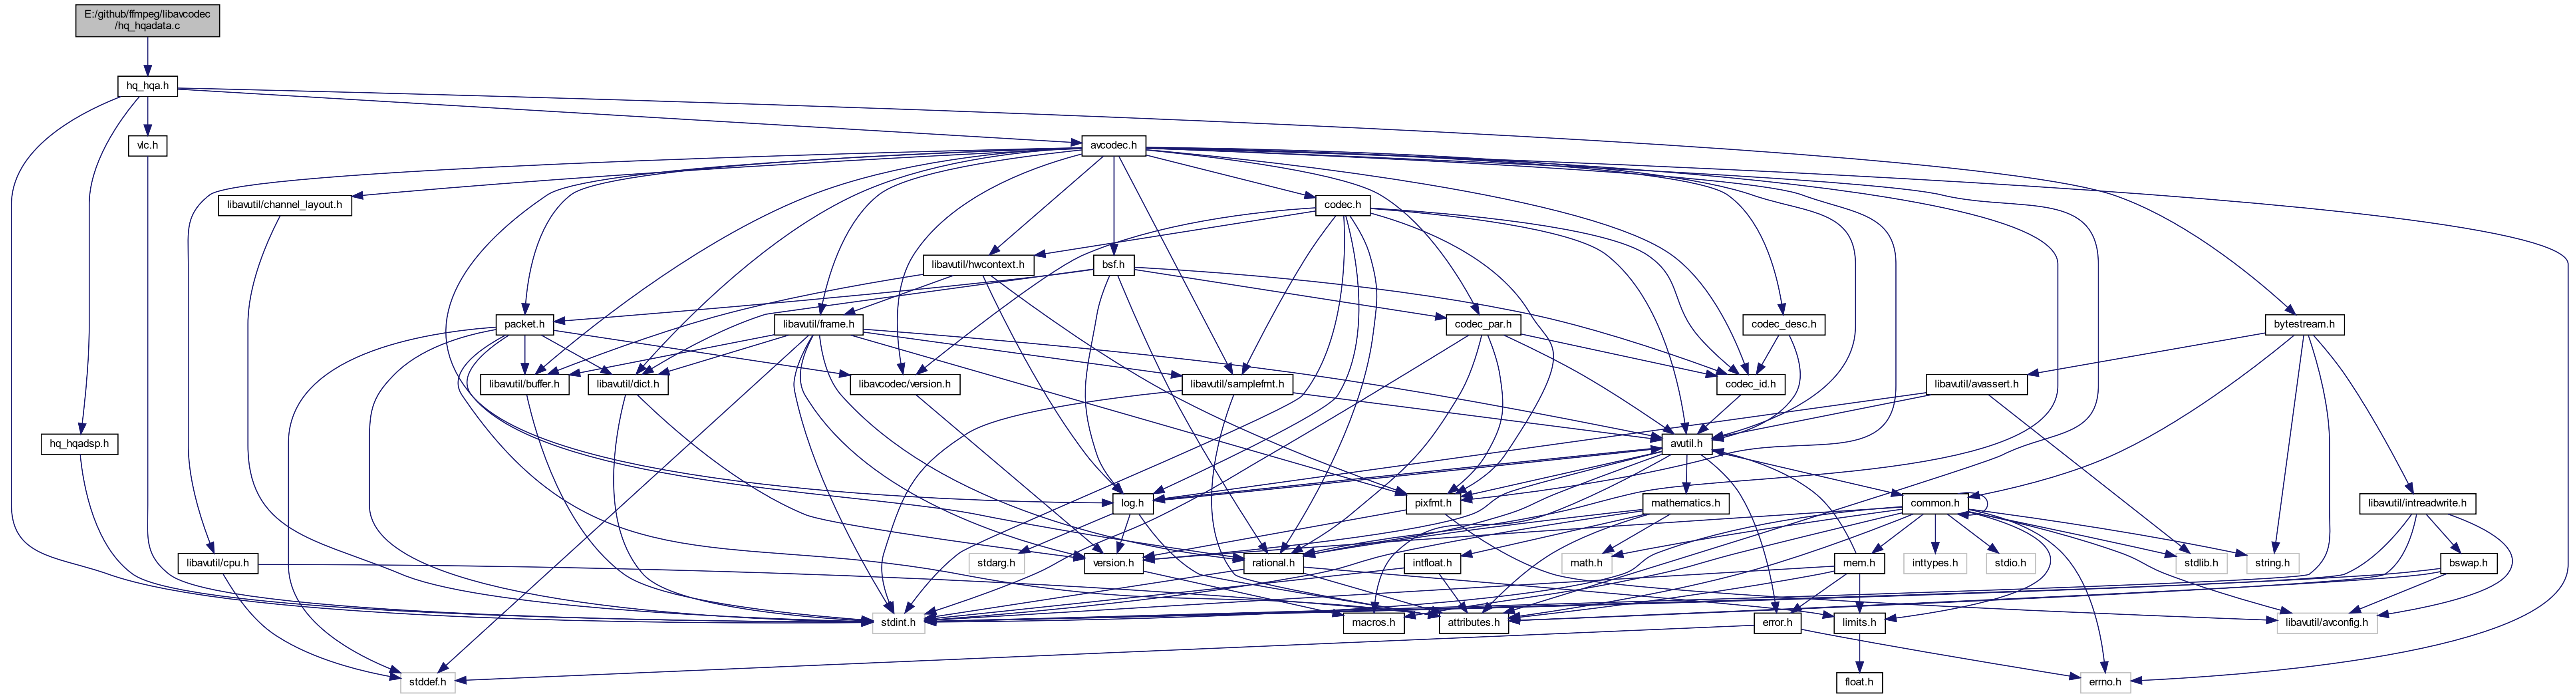 E:/github/ffmpeg/libavcodec
/hq_hqadata.c
hq_hqa.h
vlc.h
avcodec.h
libavutil/channel_layout.h
codec.h
libavutil/hwcontext.h
bsf.h
packet.h
libavutil/frame.h
codec_par.h
codec_desc.h
bytestream.h
libavutil/buffer.h
libavutil/dict.h
libavcodec/version.h
libavutil/samplefmt.h
codec_id.h
libavutil/avassert.h
hq_hqadsp.h
avutil.h
log.h
pixfmt.h
mathematics.h
common.h
libavutil/intreadwrite.h
libavutil/cpu.h
stdarg.h
version.h
rational.h
intfloat.h
math.h
mem.h
inttypes.h
stdio.h
stdlib.h
string.h
bswap.h
stdint.h
macros.h
attributes.h
error.h
limits.h
libavutil/avconfig.h
stddef.h
float.h
errno.h